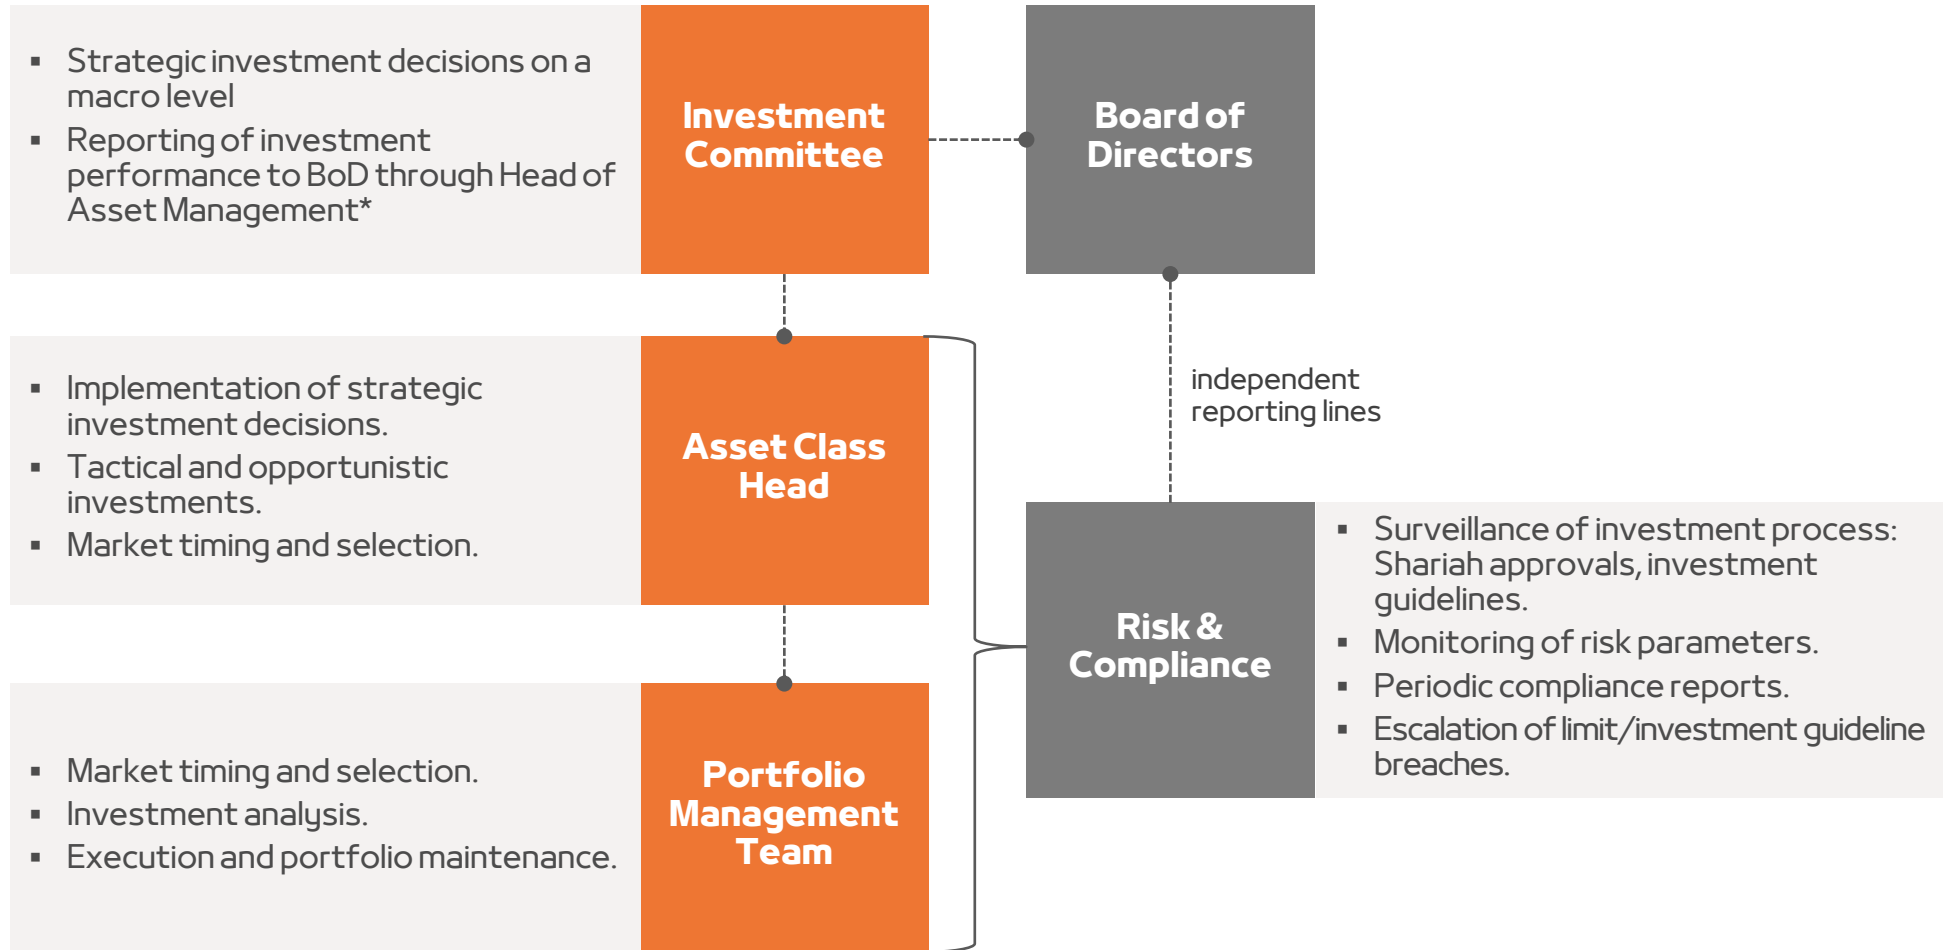 ▪ Strategic investment decisions on a
macro level
▪ Reporting of investment
performance to BoD through Head of
Asset Management*
Investment
Committee
Board of
Directors
▪ Implementation of strategic
investment decisions.
▪ Tactical and opportunistic
investments.
▪ Market timing and selection.
Asset Class
Head
independent
reporting lines
Risk &
Compliance
▪ Surveillance of investment process:
Shariah approvals, investment
guidelines.
▪ Monitoring of risk parameters.
▪ Periodic compliance reports.
▪ Escalation of limit/investment guideline
breaches.
▪ Market timing and selection.
▪ Investment analysis.
▪ Execution and portfolio maintenance.
Portfolio
Management
Team